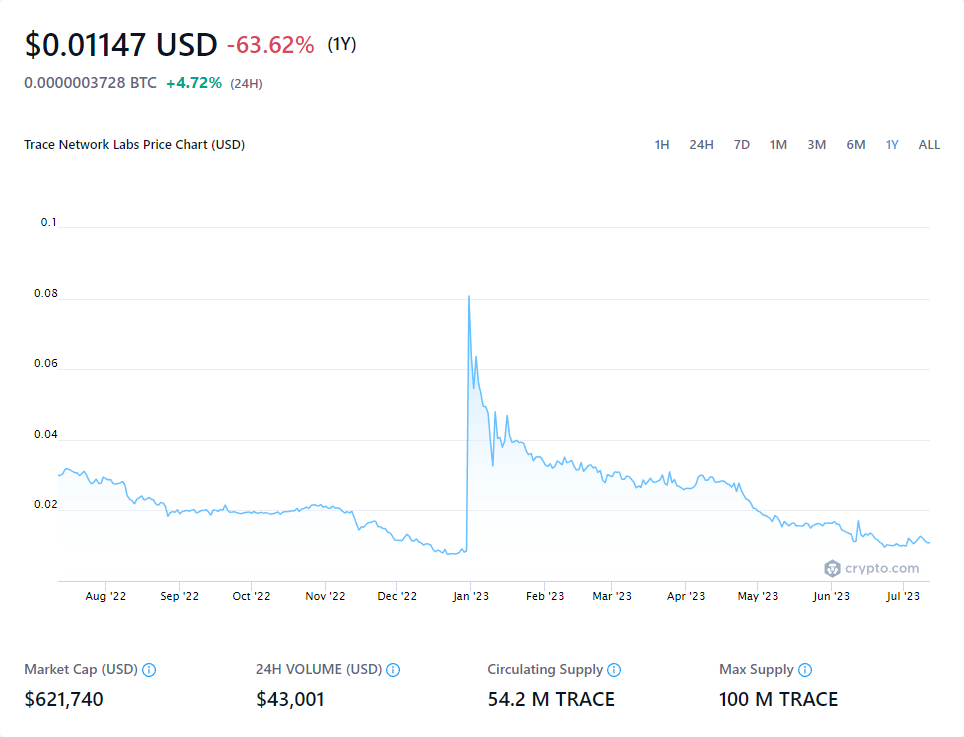 $0.01147 USD -63.62% (1Y)
0.0000003728 BTC +4.72% (24H)
Trace Network Labs Price Chart (USD) 1H 24H 7D 1M 3M 6M 1Y ALL
0.1
0.08
0.06
0.04
0.02
crypto.com
Aug '22 Sep '22 Oct '22 Nov '22 Dec '22 Jan '23 Feb '23 Mar '23 Apr '23 May '23 Jun '23 Jul '23
Market Cap (USD) 24H VOLUME (USD) Circulating Supply Max Supply
$621,740 $43,001 54.2 M TRACE 100 M TRACE